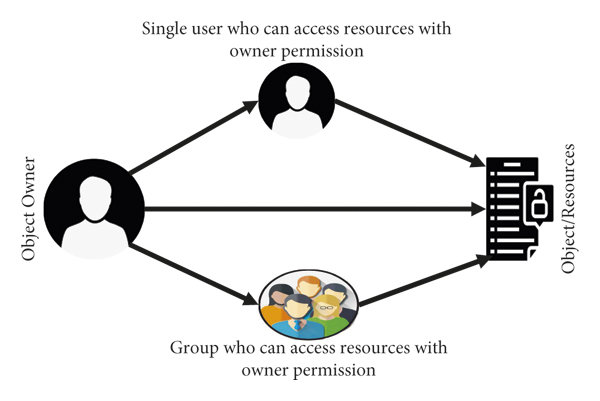 Single user who can access resources with
owner permission
Object Owner
Object/Resources
Group who can access resources with
owner permission